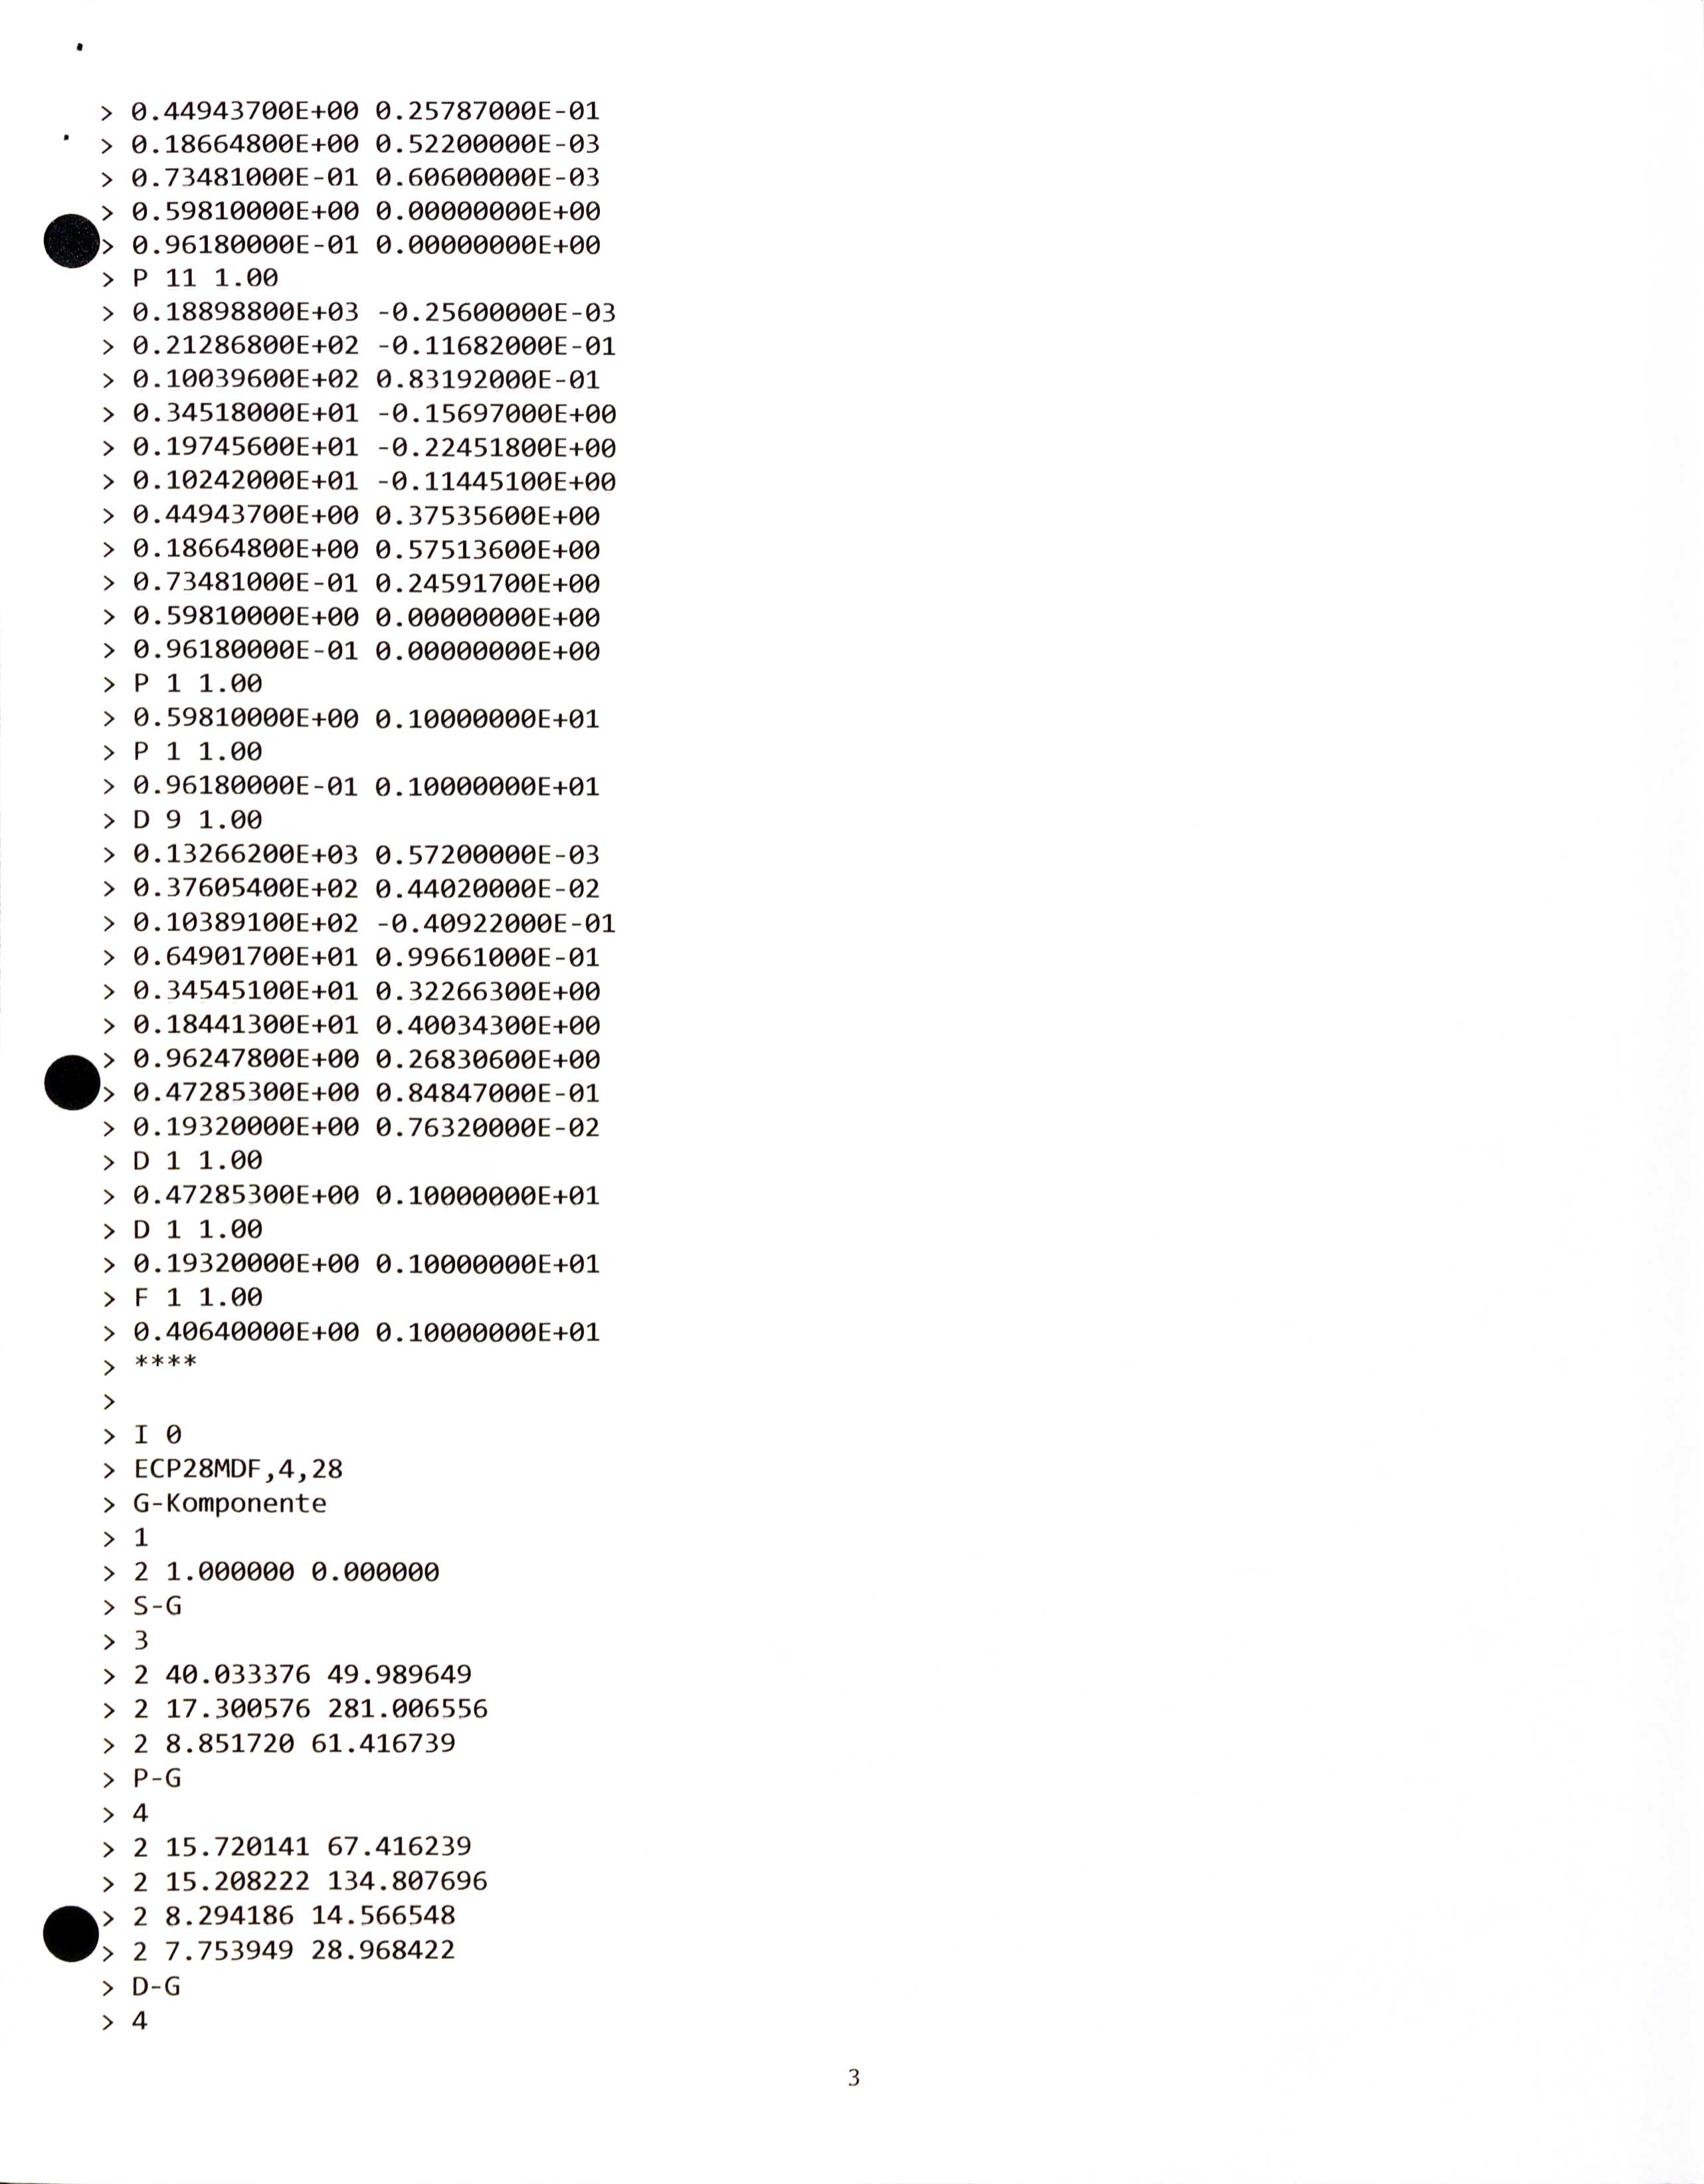 > 0.44943700E+00 0.25787000E-01
> 0.18664800E+00 0.52200000E-03
> 0.73481000E-01 0.60600000E-03
> 0.59810000E+00 0.00000000E+00
> 0.96180000E-01 0.00000000E+00
> P 11 1.00
> 0.18898800E+03 -0.25600000E-03
> 0.21286800E+02 -0.11682000E-01
> 0.10039600E+02 0.83192000E-01
> 0.34518000E+01 -0.15697000E+00
> 0.19745600E+01 -0.22451800E+00
> 0.10242000E+01 -0.11445100E+00
> 0.44943700E+00 0.37535600E+00
> 0.18664800E+00 0.57513600E+00
> 0.73481000E-01 0.24591700E+00
> 0.59810000E+00 0.00000000E+00
> 0.96180000E-01 0.00000000E+00
> P 1 1.00
> 0.59810000E+00 0.10000000E+01
> P 1 1.00
> 0.96180000E-01 0.10000000E+01
> D 9 1.00
> 0.13266200E+03 0.57200000E-03
> 0.37605400E+02 0.44020000E-02
> 0.10389100E+02 -0.40922000E-01
> 0.64901700E+01 0.99661000E-01
> 0.34545100E+01 0.32266300E+00
> 0.18441300E+01 0.40034300E+00
> 0.96247800E+00 0.26830600E+00
> 0.47285300E+00 0.84847000E-01
> 0.19320000E+00 0.76320000E-02
> D 1 1.00
> 0.47285300E+00 0.10000000E+01
> D 1 1.00
> 0.19320000E+00 0.10000000E+01
> F 1 1.00
> 0.40640000E+00 0.10000000E+01
> ****
>
> I 0
> ECP28MDF,4,28
> G-Komponente
> 1
> 2 1.000000 0.000000
> S-G
> 3
> 2 40.033376 49.989649
> 2 17.300576 281.006556
> 2 8.851720 61.416739
> P-G
> 4
> 2 15.720141 67.416239
> 2 15.208222 134.807696
> 2 8.294186 14.566548
> 2 7.753949 28.968422
> D-G
> 4
3